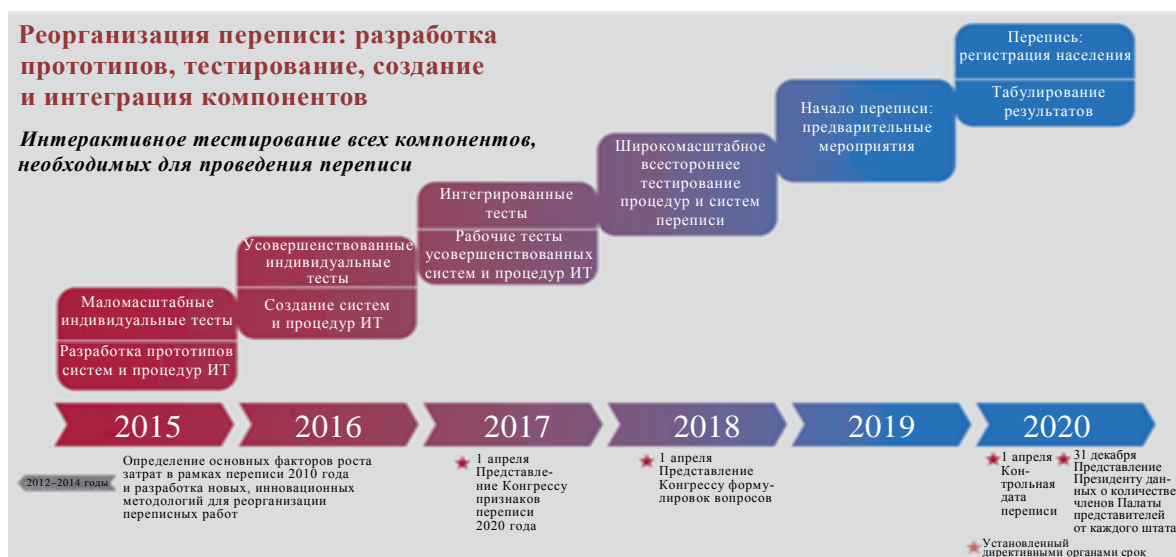 Реорганизация переписи: разработка
прототипов, тестирование, создание
и интеграция компонентов
Интерактивное тестирование всех компонентов,
необходимых для проведения переписи
Маломасштабные
индивидуальные тесты
Разработка прототипов
систем и процедур ИТ
Усовершенствованные
индивидуальные
тесты
Создание систем
и процедур ИТ
Интегрированные
тесты
Рабочие тесты
усовершенствованных
систем и процедур ИТ
Широкомасштабное
всестороннее
тестирование
процедур и систем
переписи
Начало переписи:
предварительные
мероприятия
Перепись:
регистрация населения
Табулирование
результатов
2015
2016
2017
2018
2019
2020
2012–2014 годы
Определение основных факторов роста
затрат в рамках переписи 2010 года
и разработка новых, инновационных
методологий для реорганизации
переписных работ
1 апреля
Представле-
ние Конгрессу
признаков
переписи
2020 года
1 апреля
Представление
Конгрессу форму-
лировок вопросов
1 апреля
Кон-
трольная
дата
переписи
31 декабря
Представление
Президенту дан-
ных о количестве
членов Палаты
представителей
от каждого штата
Установленный
директивными органами срок